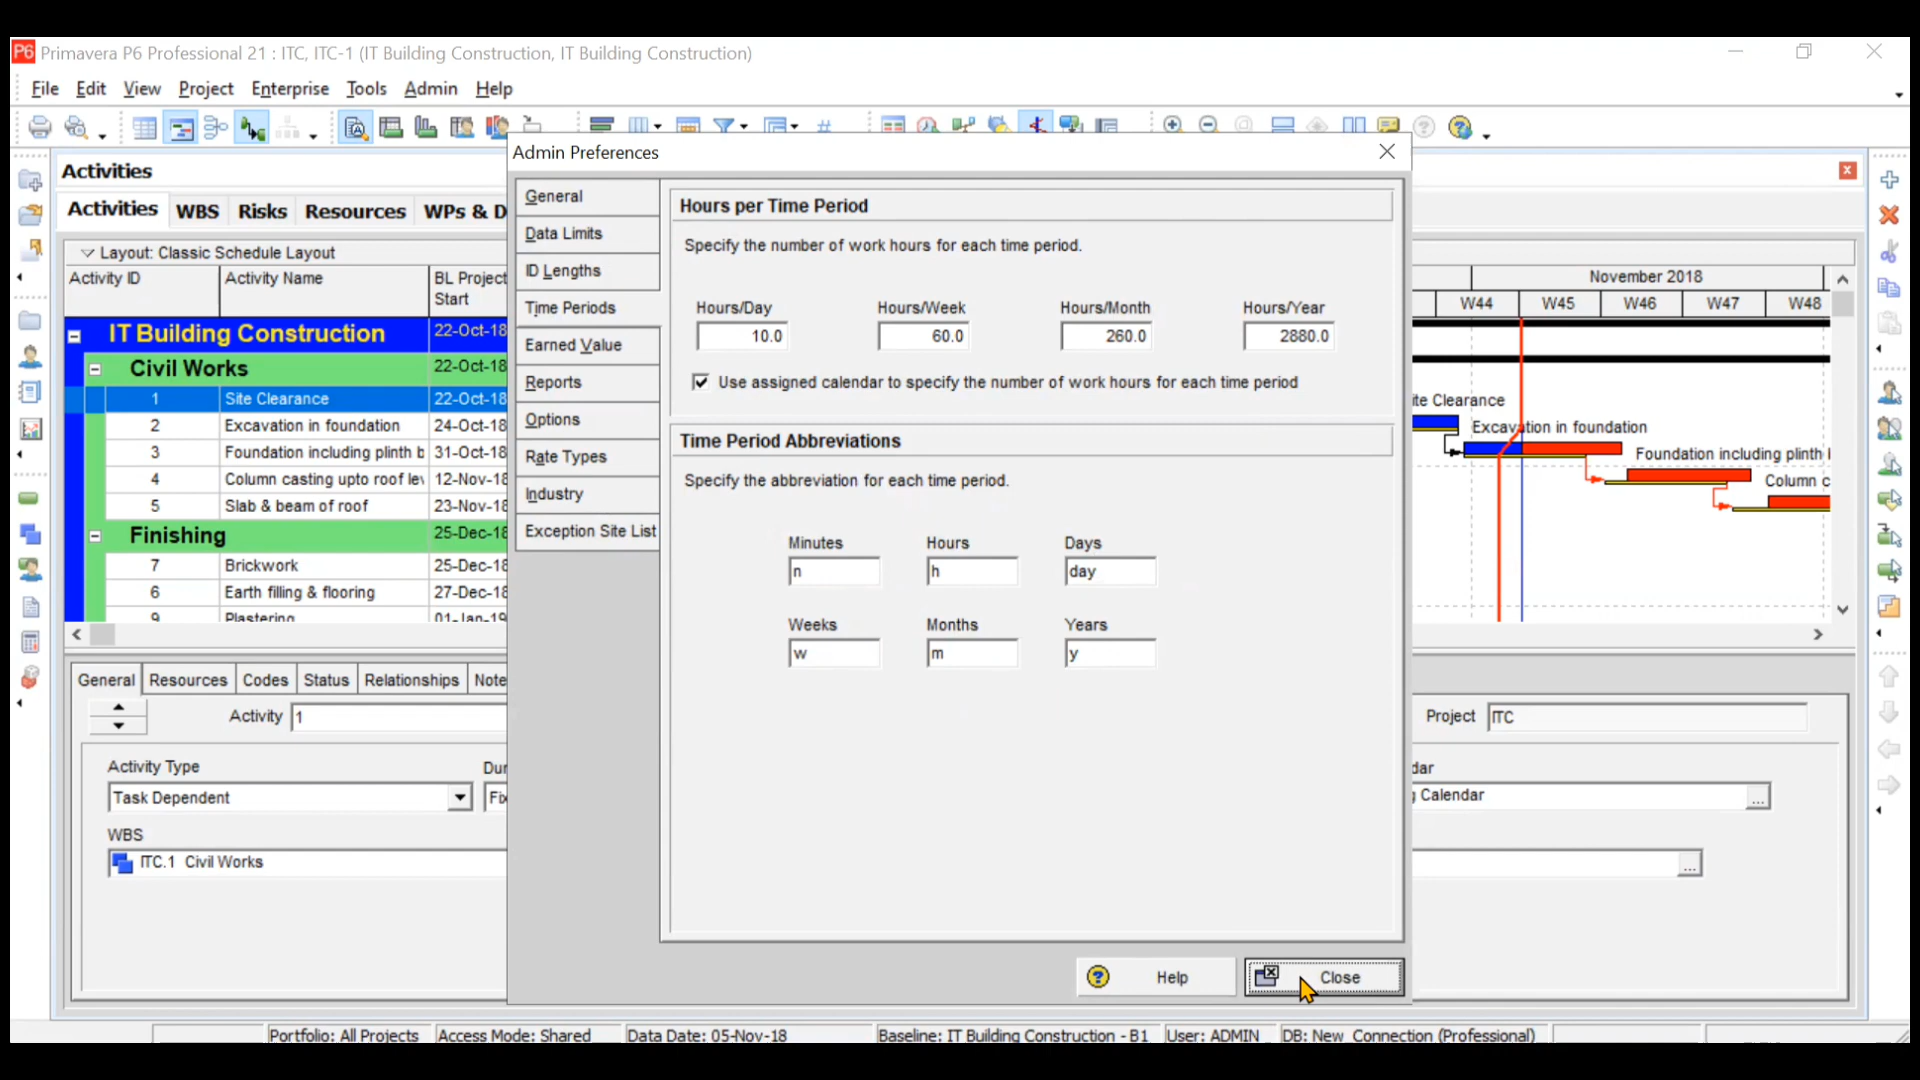 P6 Primavera P6 Professional 21 : ITC, ITC-1 (IT Building Construction, IT Building Construction)
File Edit View Project Enterprise Tools Admin Help
Activities
Activities WBS Risks Resources WPs & D
Layout: Classic Schedule Layout
Activity ID Activity Name BL Project Start
IT Building Construction 22-Oct-18
Civil Works 22-Oct-18
1 Site Clearance 22-Oct-18
2 Excavation in foundation 24-Oct-18
3 Foundation including plinth b 31-Oct-18
4 Column casting upto roof lev 12-Nov-18
5 Slab & beam of roof 23-Nov-18
Finishing 25-Dec-18
7 Brickwork 25-Dec-18
6 Earth filling & flooring 27-Dec-18
9 Plastering 01-Jan-19
General Resources Codes Status Relationships Note
Activity 1
Activity Type Dur
Task Dependent Fix
WBS
ITC.1 Civil Works
Admin Preferences
General
Data Limits
ID Lengths
Time Periods
Earned Value
Reports
Options
Rate Types
Industry
Exception Site List
Hours per Time Period
Specify the number of work hours for each time period.
Hours/Day Hours/Week Hours/Month Hours/Year
10.0 60.0 260.0 2880.0
Use assigned calendar to specify the number of work hours for each time period
Time Period Abbreviations
Specify the abbreviation for each time period.
Minutes Hours Days
n h day
Weeks Months Years
w m y
Help Close
November 2018
W44 W45 W46 W47 W48
ite Clearance
Excavation in foundation
Foundation including plinth
Column c
Project ITC
dar
Calendar
...
...
Portfolio: All Projects Access Mode: Shared Data Date: 05-Nov-18 Baseline: IT Building Construction - B1 User: ADMIN DB: New_Connection (Professional)